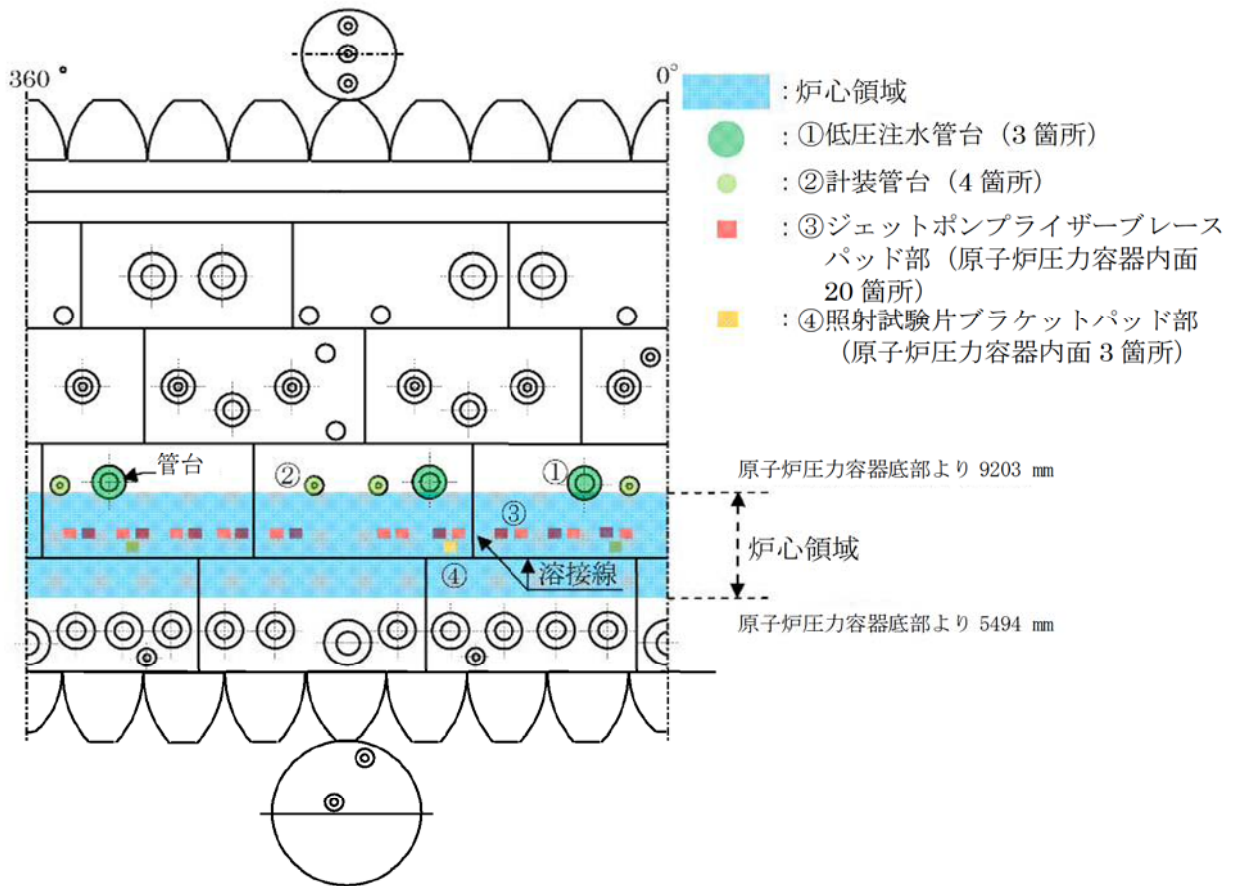 360 °
0°
：炉心領域
：①低圧注水管台（3 箇所）
：②計装管台（4 箇所）
：③ジェットポンプライザーブレース
パッド部（原子炉圧力容器内面
20 箇所）
：④照射試験片ブラケットパッド部
（原子炉圧力容器内面 3 箇所）
管台
②
①
原子炉圧力容器底部より 9203 mm
③
炉心領域
④
溶接線
原子炉圧力容器底部より 5494 mm